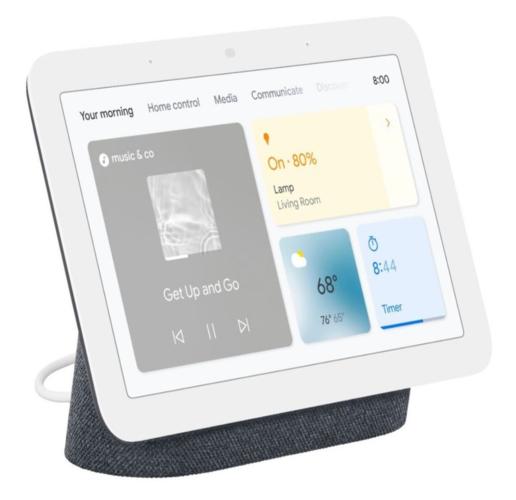 Your morning Home control Media Communicate Discover 8:00
music & co
Get Up and Go
On · 80%
Lamp
Living Room
68°
76° 65°
8:44
Timer